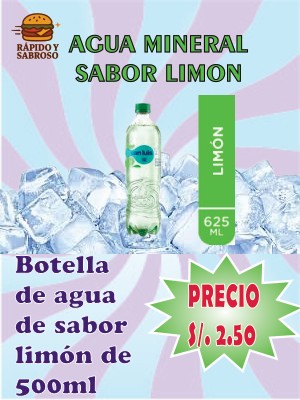 RÁPIDO Y
SABROSO
AGUA MINERAL
SABOR LIMON
LIMÓN
625
ML
Botella
de agua
de sabor
limón de
500ml
PRECIO
S/. 2.50